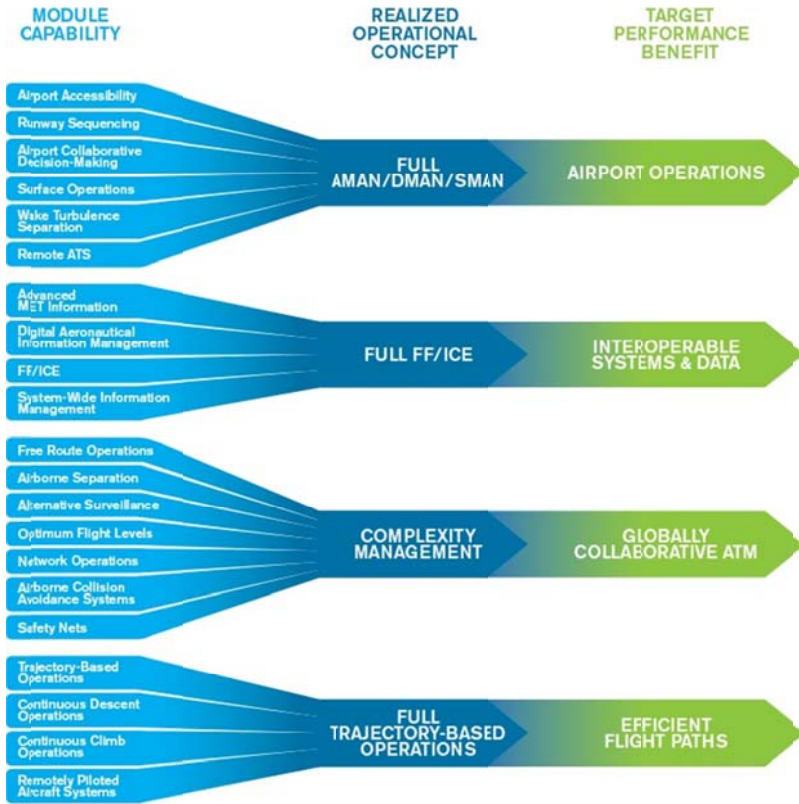 MODULE
CAPABILITY
REALIZED
OPERATIONAL
CONCEPT
TARGET
PERFORMANCE
BENEFIT
Airport Accessibility
Runway Sequencing
Airport Collaborative
Decision-Making
Surface Operations
Wake Turbulence
Separation
Remote ATS
FULL
AMAN/DMAN/SMAN
AIRPORT OPERATIONS
Advanced
MET Information
Digital Aeronautical
Information Management
FF/ICE
System-Wide Information
Management
FULL FF/ICE
INTEROPERABLE
SYSTEMS & DATA
Free Route Operations
Airborne Separation
Alternative Surveillance
Optimum Flight Levels
Network Operations
Airborne Collision
Avoidance Systems
Safety Nets
COMPLEXITY
MANAGEMENT
GLOBALLY
COLLABORATIVE ATM
Trajectory-Based
Operations
Continuous Descent
Operations
Continuous Climb
Operations
Remotely Piloted
Aircraft Systems
FULL
TRAJECTORY-BASED
OPERATIONS
EFFICIENT
FLIGHT PATHS